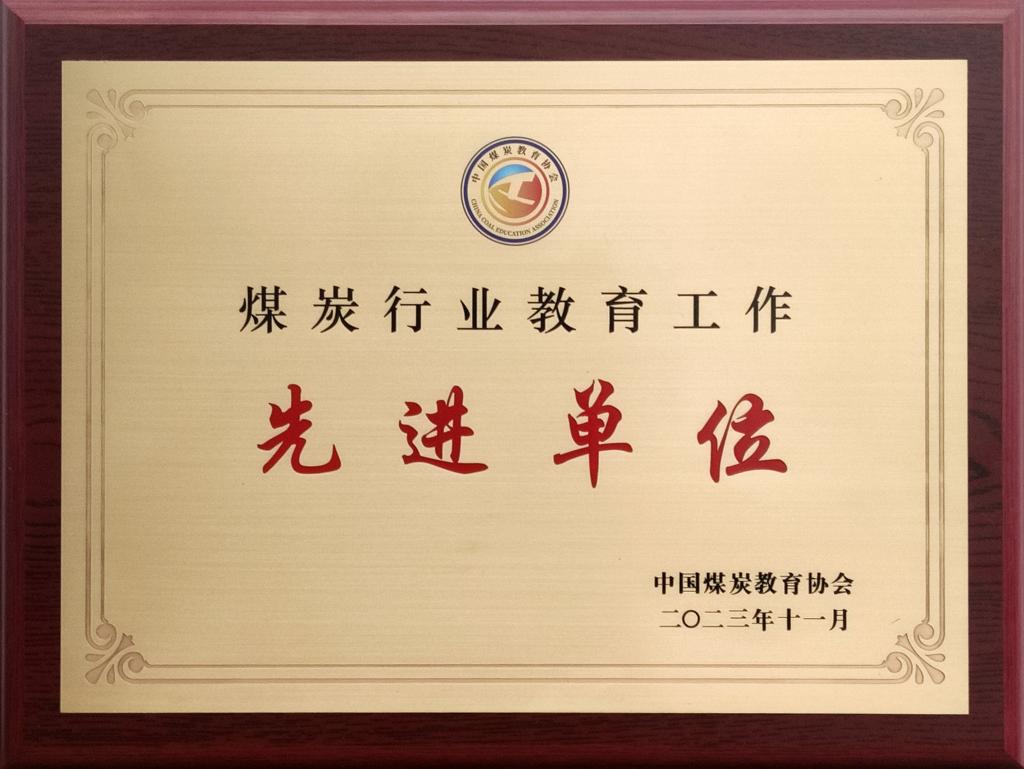 中国煤炭教育协会
CHINA COAL EDUCATION ASSOCIATION
煤炭行业教育工作
先进单位
中国煤炭教育协会
二〇二三年十一月